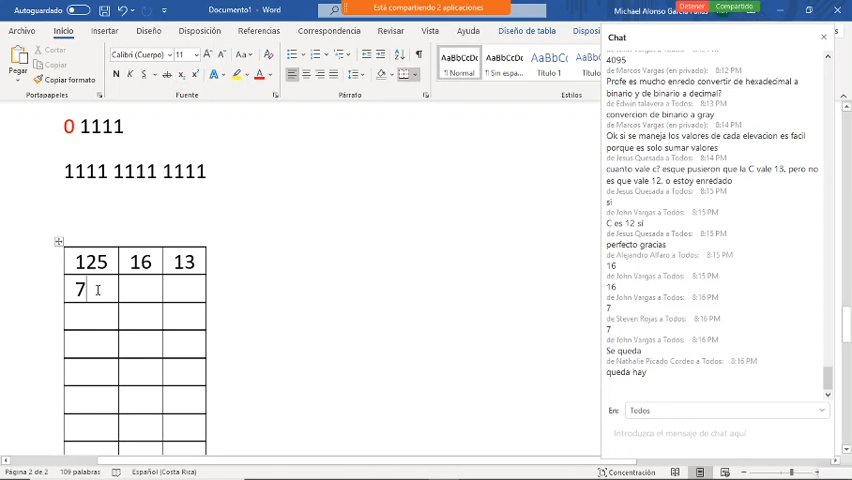 Autoguardado
Documento1 - Word
Está compartiendo 2 aplicaciones
Michael Alonso Garcia Farias
Detener
Compartido
Archivo
Inicio
Insertar
Diseño
Disposición
Referencias
Correspondencias
Revisar
Vista
Ayuda
Diseño de tabla
Pegar
Cortar
Copiar
Copiar formato
Portapapeles
Calibri (Cuerpo)
11
N K S
Fuente
Párrafo
AaBbCcDc
¶ Normal
AaBbCcDc
¶ Sin espa...
AaBbC
Título 1
Estilos
0 1111
1111 1111 1111
125 16 13
7
Chat
4095
de Marcos Vargas (en privado): 8:12 PM
Profe es mucho enredo convertir de hexadecimal a
binario y de binario a decimal?
de Edwin talavera a Todos: 8:13 PM
convercion de binario a gray
de Marcos Vargas (en privado): 8:14 PM
Ok si se maneja los valores de cada elevacion es facil
porque es solo sumar valores
de Jesus Quesada a Todos: 8:14 PM
cuanto vale c? esque pusieron que la C vale 13, pero no
es que vale 12, o estoy enredado
de Jesus Quesada a Todos: 8:15 PM
si
de John Vargas a Todos: 8:15 PM
C es 12 sí
de Jesus Quesada a Todos: 8:15 PM
perfecto gracias
de Alejandro Alfaro a Todos: 8:15 PM
16
de John Vargas a Todos: 8:15 PM
16
de John Vargas a Todos: 8:16 PM
7
de Steven Rojas a Todos: 8:16 PM
7
de John Vargas a Todos: 8:16 PM
Se queda
de Nathalie Picado Cordeo a Todos: 8:16 PM
queda hay
En:
Todos
Introduzca el mensaje de chat aquí
Página 2 de 2
109 palabras
Español (Costa Rica)
Concentración